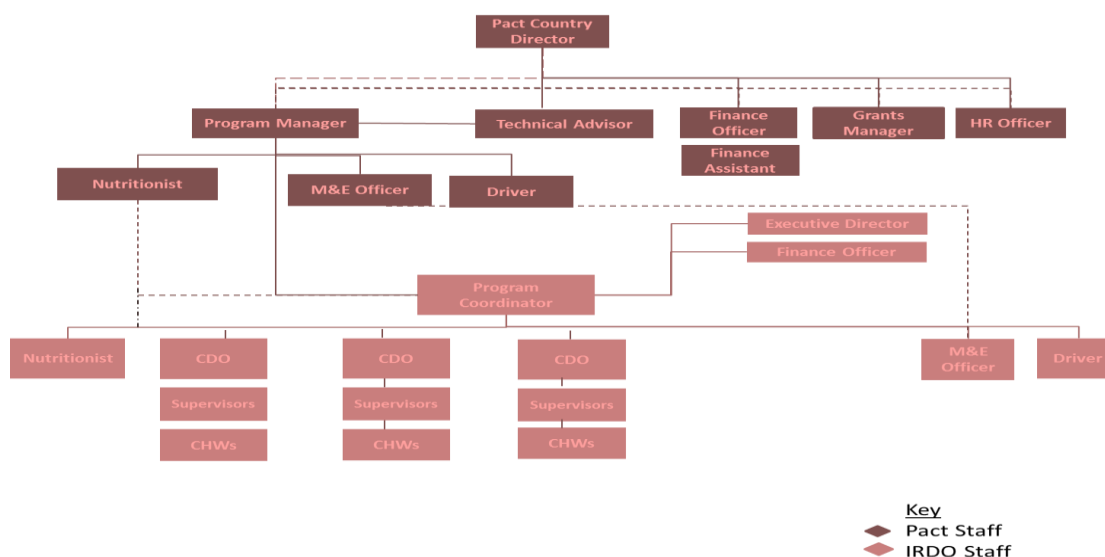 Pact Country
Director
Program Manager
Technical Advisor
Finance
Officer
Grants
Manager
HR Officer
Finance
Assistant
Nutritionist
M&E Officer
Driver
Executive Director
Finance Officer
Program
Coordinator
Nutritionist
CDO
CDO
CDO
M&E
Officer
Driver
Supervisors
Supervisors
Supervisors
CHWs
CHWs
CHWs
Key
Pact Staff
IRDO Staff